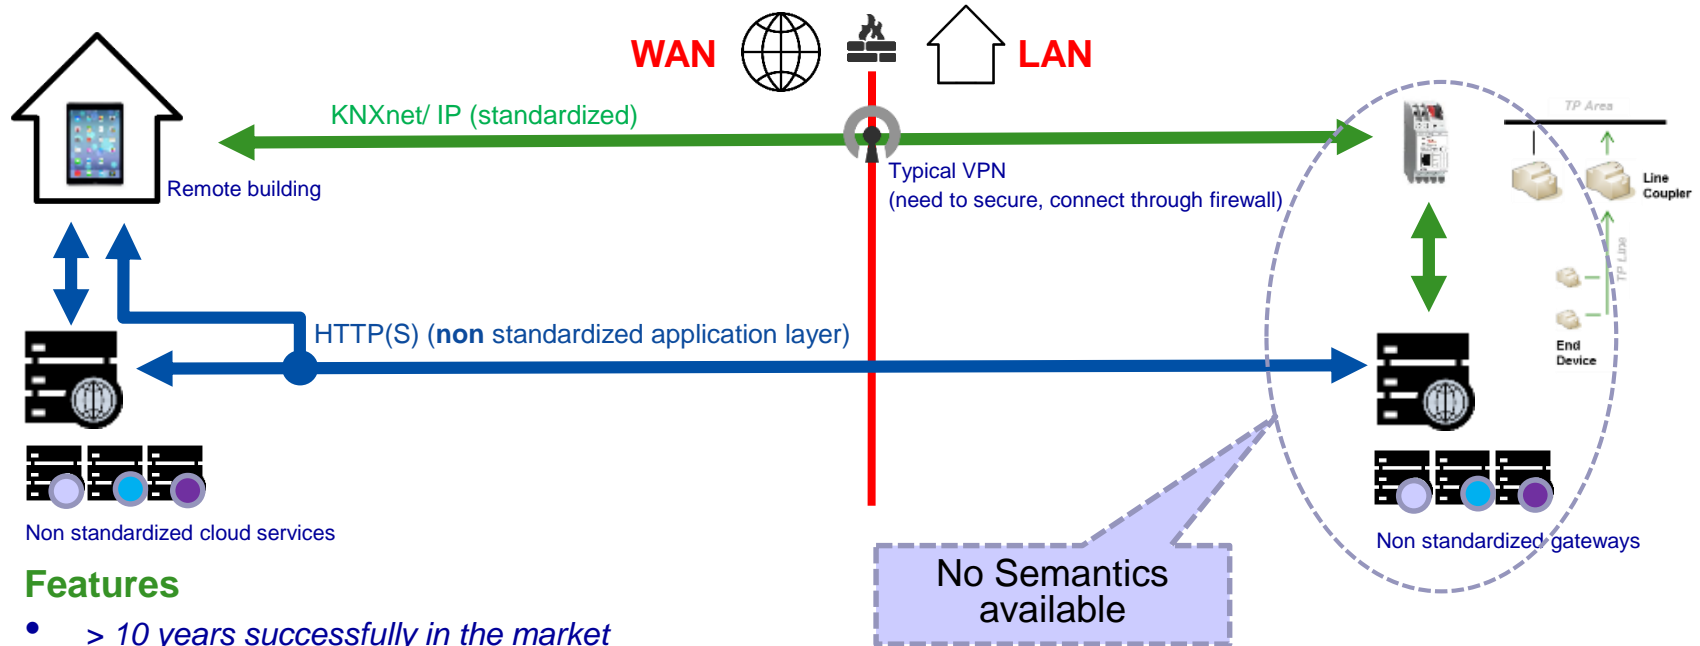 WAN
LAN
KNXnet/ IP (standardized)
TP Area
Remote building
Typical VPN
(need to secure, connect through firewall)
Line
Coupler
TP Line
HTTP(S) (non standardized application layer)
End
Device
Non standardized cloud services
Non standardized gateways
No Semantics
available
Features
• > 10 years successfully in the market